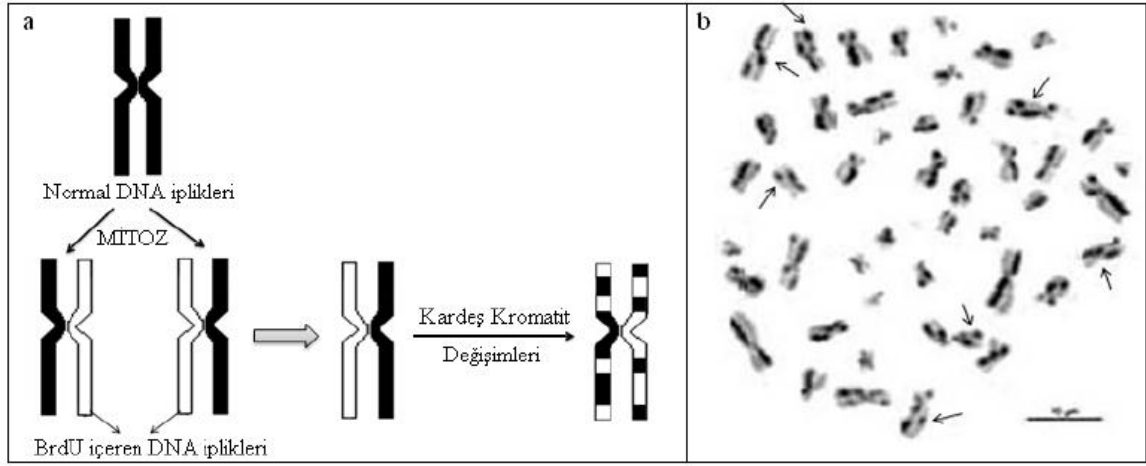 a
Normal DNA iplikleri
MİTOZ
BrdU içeren DNA iplikleri
Kardeş Kromatit
Değişimleri
b